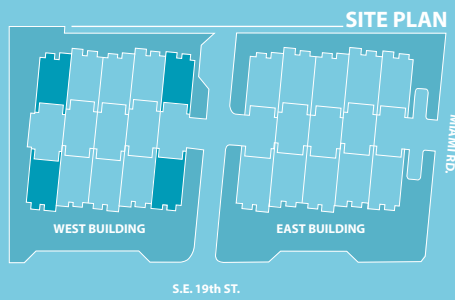 SITE PLAN
MIAMI RD.
WEST BUILDING
EAST BUILDING
S.E. 19th ST.